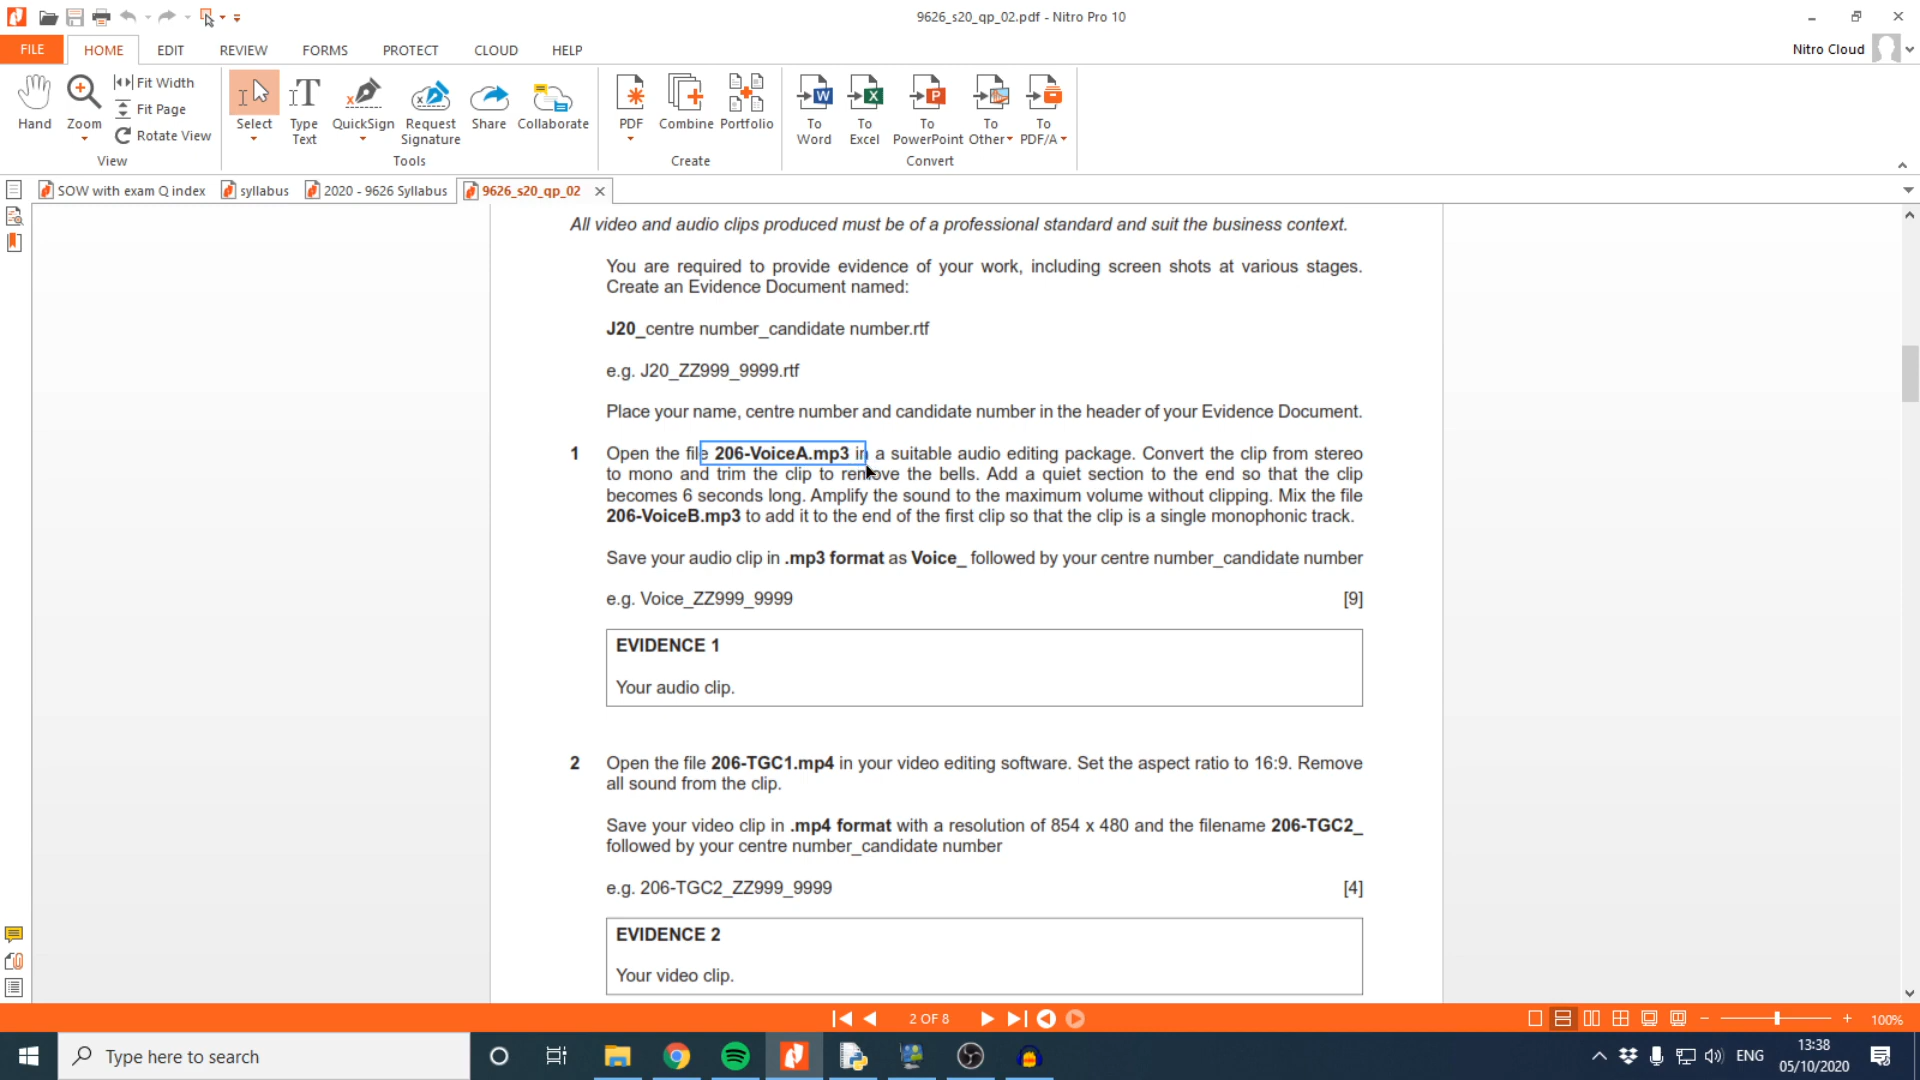 9626_s20_qp_02.pdf - Nitro Pro 10
FILE HOME EDIT REVIEW FORMS PROTECT CLOUD HELP
Nitro Cloud
Hand
Zoom
Fit Width
Fit Page
Rotate View
View
Select
Type Text
QuickSign
Request Signature
Share
Collaborate
Tools
PDF
Combine
Portfolio
Create
To Word
To Excel
To PowerPoint
To Other
To PDF/A
Convert
SOW with exam Q index
syllabus
2020 - 9626 Syllabus
9626_s20_qp_02
All video and audio clips produced must be of a professional standard and suit the business context.
You are required to provide evidence of your work, including screen shots at various stages.
Create an Evidence Document named:
J20_centre number_candidate number.rtf
e.g. J20_ZZ999_9999.rtf
Place your name, centre number and candidate number in the header of your Evidence Document.
1 Open the file 206-VoiceA.mp3 in a suitable audio editing package. Convert the clip from stereo
to mono and trim the clip to remove the bells. Add a quiet section to the end so that the clip
becomes 6 seconds long. Amplify the sound to the maximum volume without clipping. Mix the file
206-VoiceB.mp3 to add it to the end of the first clip so that the clip is a single monophonic track.
Save your audio clip in .mp3 format as Voice_ followed by your centre number_candidate number
e.g. Voice_ZZ999_9999 [9]
EVIDENCE 1
Your audio clip.
2 Open the file 206-TGC1.mp4 in your video editing software. Set the aspect ratio to 16:9. Remove
all sound from the clip.
Save your video clip in .mp4 format with a resolution of 854 x 480 and the filename 206-TGC2_
followed by your centre number_candidate number
e.g. 206-TGC2_ZZ999_9999 [4]
EVIDENCE 2
Your video clip.
2 OF 8
100%
Type here to search
ENG
13:38
05/10/2020